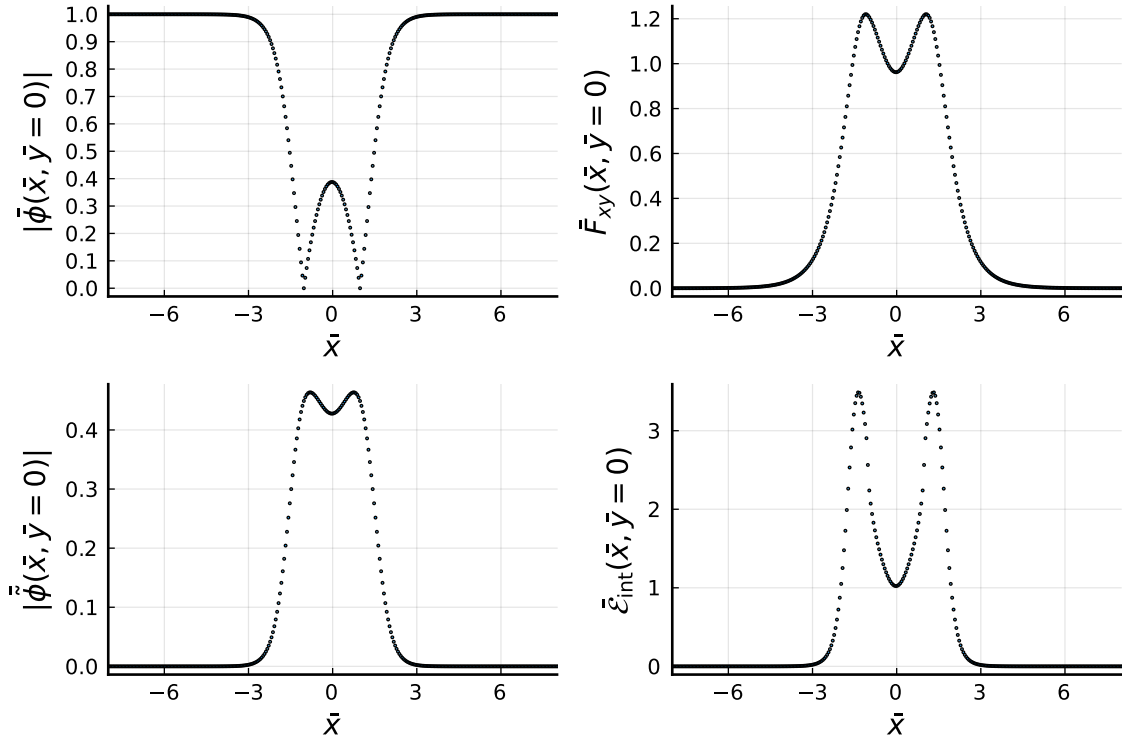 |ϕ̄(x̄, ȳ = 0)|
1.0
0.9
0.8
0.7
0.6
0.5
0.4
0.3
0.2
0.1
0.0
−6 −3 0 3 6
x̄
F̄xy(x̄, ȳ = 0)
1.2
1.0
0.8
0.6
0.4
0.2
0.0
−6 −3 0 3 6
x̄
|ϕ̃̄(x̄, ȳ = 0)|
0.4
0.3
0.2
0.1
0.0
−6 −3 0 3 6
x̄
ℰ̄int(x̄, ȳ = 0)
3
2
1
0
−6 −3 0 3 6
x̄